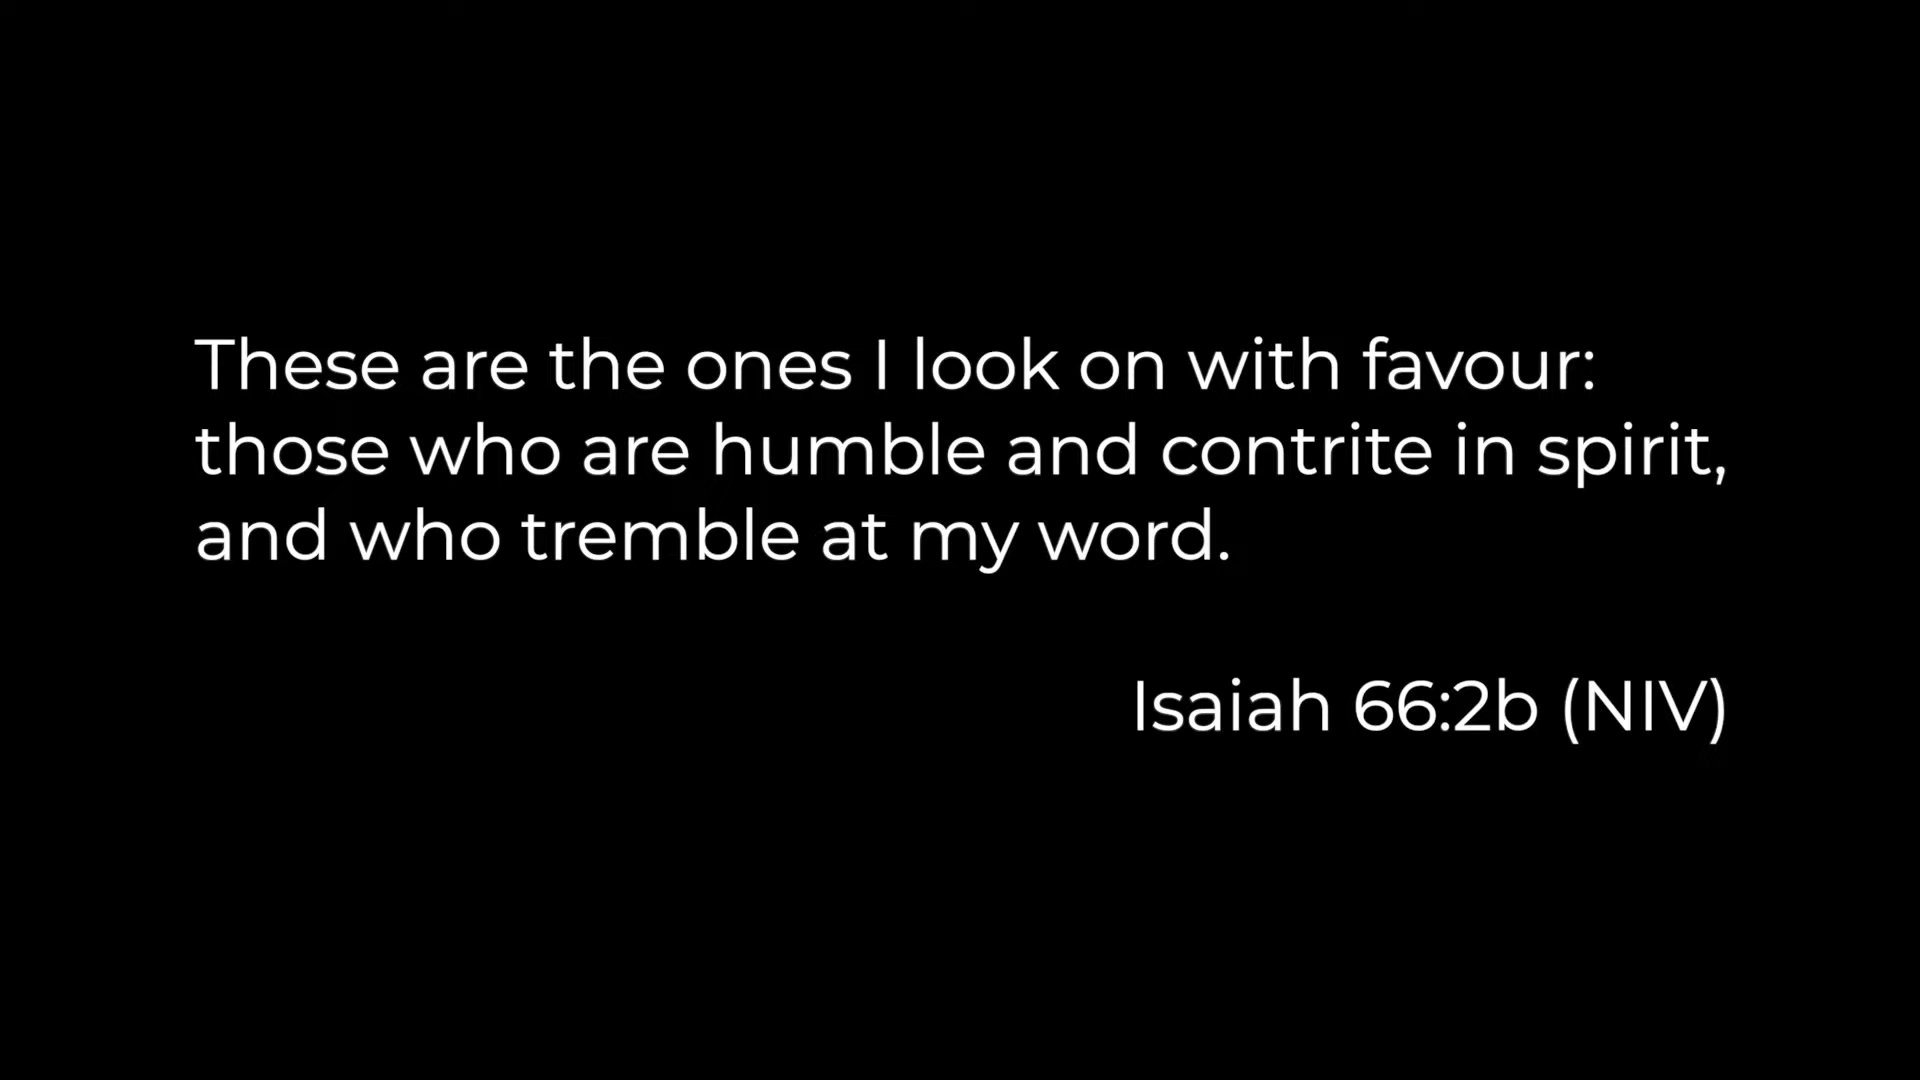 These are the ones I look on with favour:
those who are humble and contrite in spirit,
and who tremble at my word.
Isaiah 66:2b (NIV)